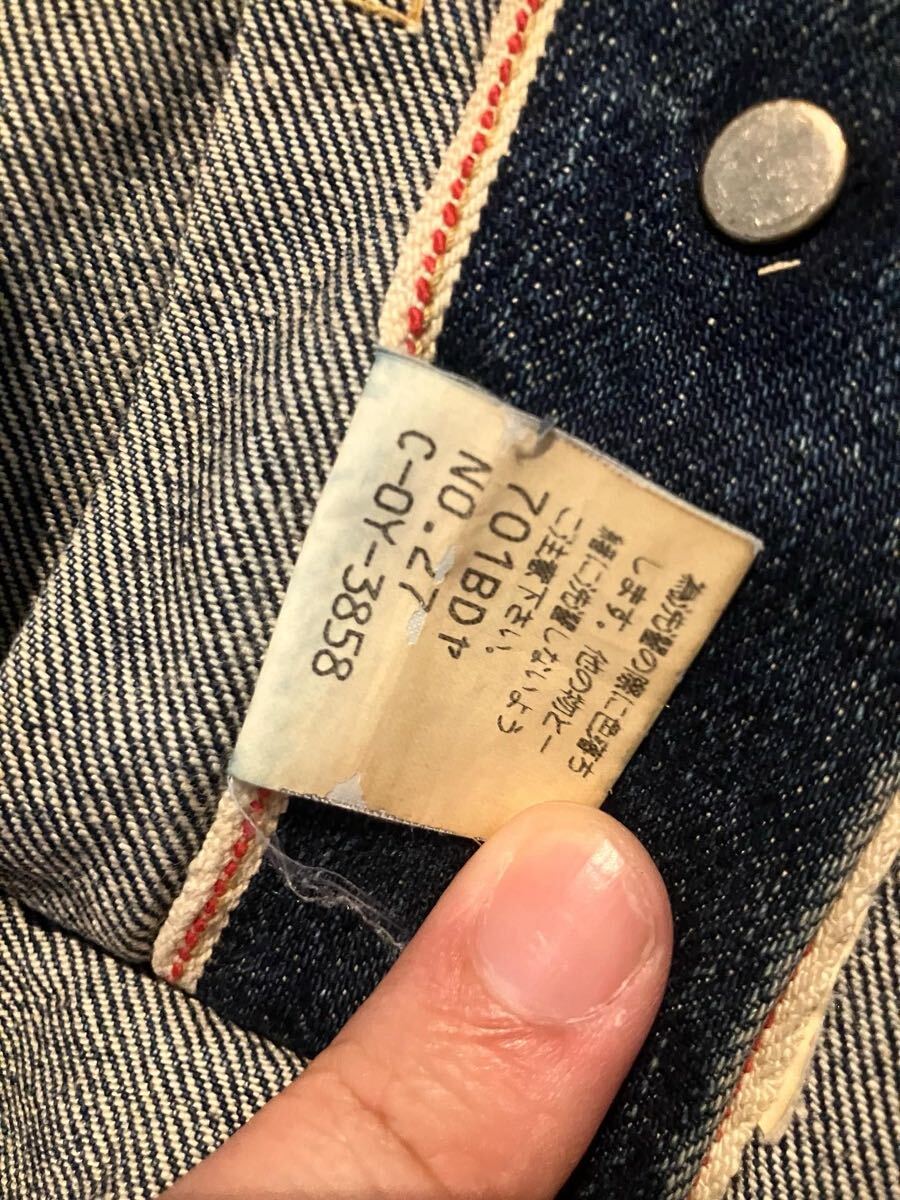 為洗濯の際に色落ち
します。 他の物と一
緒に洗濯しないよう
ご注意下さい。
701BDヤ
NO.27
C-OY-3858